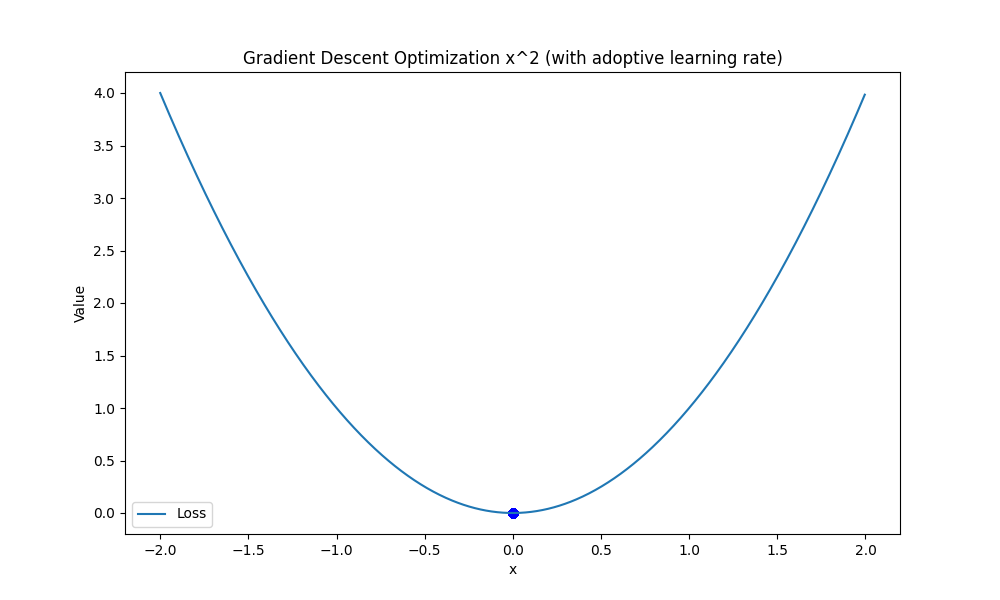 Gradient Descent Optimization x^2 (with adoptive learning rate)
4.0
3.5
3.0
2.5
2.0
1.5
1.0
0.5
0.0
Value
Loss
−2.0 −1.5 −1.0 −0.5 0.0 0.5 1.0 1.5 2.0
x